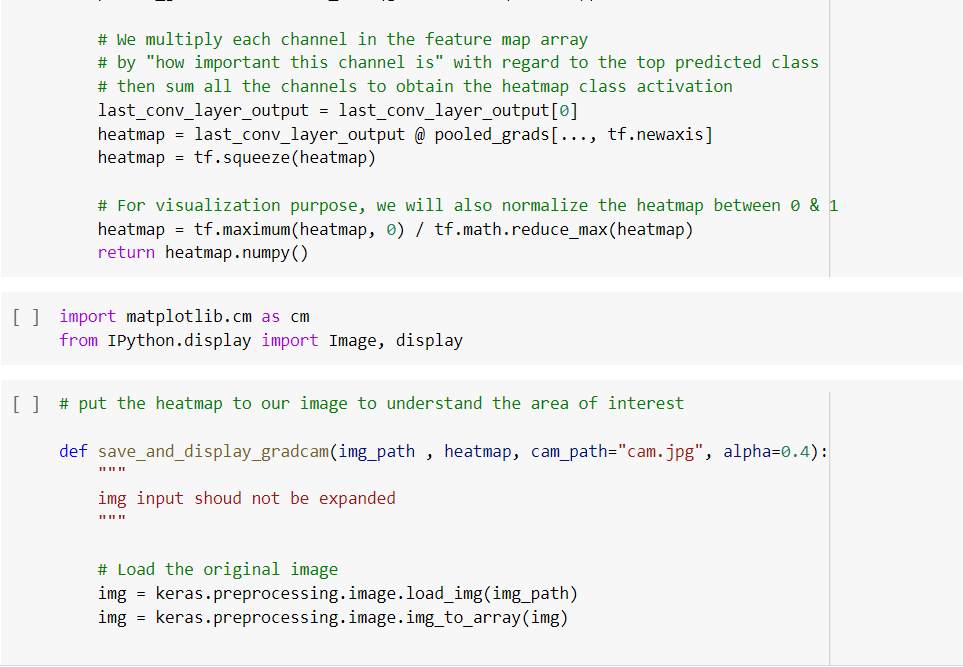 # We multiply each channel in the feature map array
# by "how important this channel is" with regard to the top predicted class
# then sum all the channels to obtain the heatmap class activation
last_conv_layer_output = last_conv_layer_output[0]
heatmap = last_conv_layer_output @ pooled_grads[..., tf.newaxis]
heatmap = tf.squeeze(heatmap)
# For visualization purpose, we will also normalize the heatmap between 0 & 1
heatmap = tf.maximum(heatmap, 0) / tf.math.reduce_max(heatmap)
return heatmap.numpy()
[ ] import matplotlib.cm as cm
from IPython.display import Image, display
[ ] # put the heatmap to our image to understand the area of interest
def save_and_display_gradcam(img_path , heatmap, cam_path="cam.jpg", alpha=0.4):
"""
img input shoud not be expanded
"""
# Load the original image
img = keras.preprocessing.image.load_img(img_path)
img = keras.preprocessing.image.img_to_array(img)